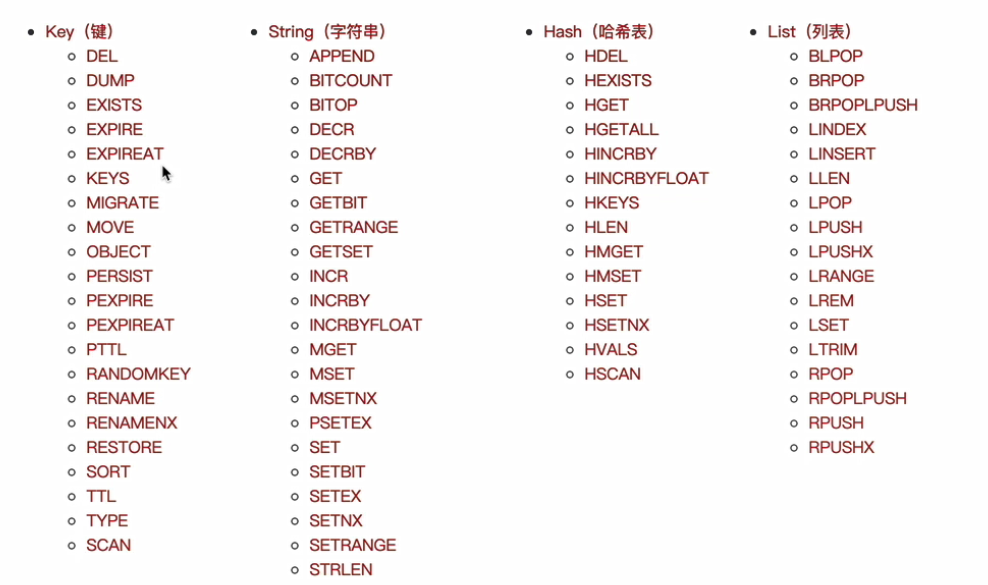 Key（键）
DEL
DUMP
EXISTS
EXPIRE
EXPIREAT
KEYS
MIGRATE
MOVE
OBJECT
PERSIST
PEXPIRE
PEXPIREAT
PTTL
RANDOMKEY
RENAME
RENAMENX
RESTORE
SORT
TTL
TYPE
SCAN
String（字符串）
APPEND
BITCOUNT
BITOP
DECR
DECRBY
GET
GETBIT
GETRANGE
GETSET
INCR
INCRBY
INCRBYFLOAT
MGET
MSET
MSETNX
PSETEX
SET
SETBIT
SETEX
SETNX
SETRANGE
STRLEN
Hash（哈希表）
HDEL
HEXISTS
HGET
HGETALL
HINCRBY
HINCRBYFLOAT
HKEYS
HLEN
HMGET
HMSET
HSET
HSETNX
HVALS
HSCAN
List（列表）
BLPOP
BRPOP
BRPOPLPUSH
LINDEX
LINSERT
LLEN
LPOP
LPUSH
LPUSHX
LRANGE
LREM
LSET
LTRIM
RPOP
RPOPLPUSH
RPUSH
RPUSHX